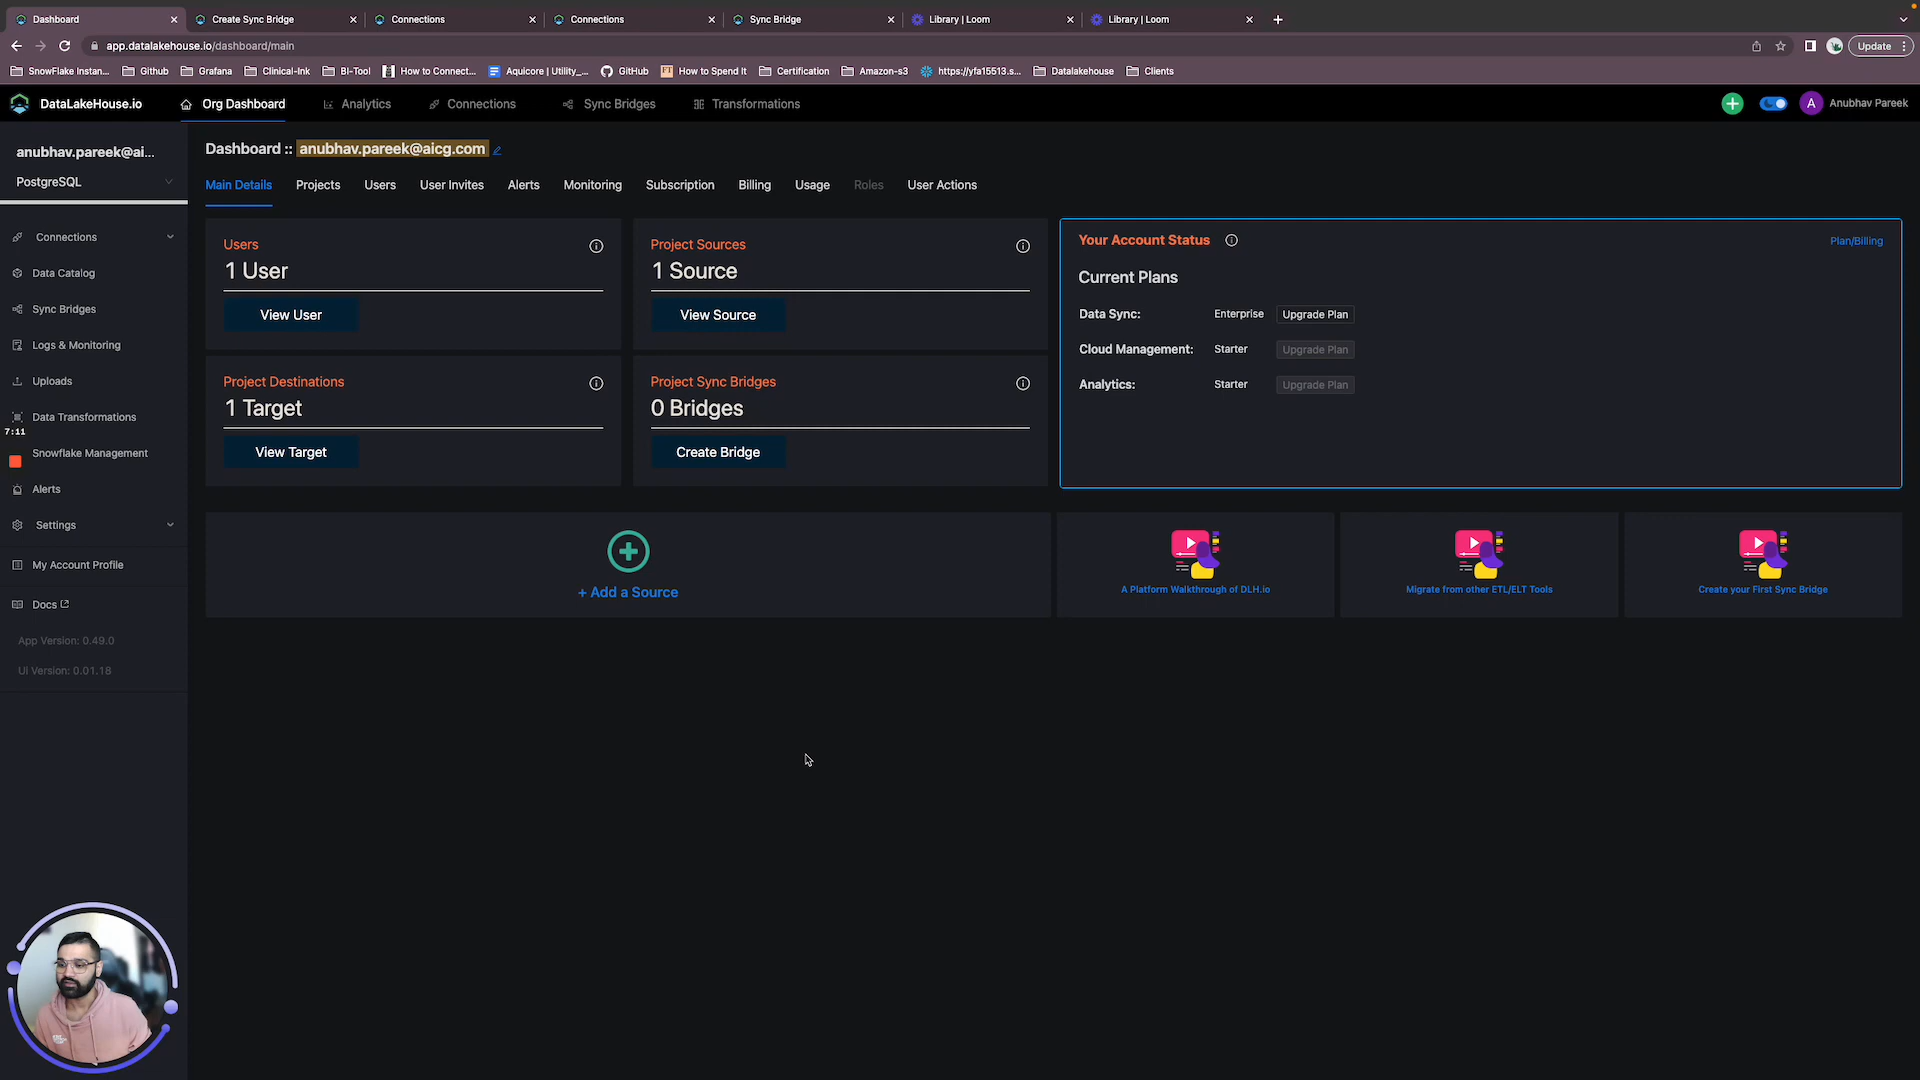 Dashboard
Create Sync Bridge
Connections
Connections
Sync Bridge
Library | Loom
Library | Loom
app.datalakehouse.io/dashboard/main
Update
SnowFlake Instan...
Github
Grafana
Clinical-Ink
BI-Tool
How to Connect...
Aquicore | Utility_...
GitHub
FT
How to Spend It
Certification
Amazon-s3
https://yfa15513.s...
Datalakehouse
Clients
DataLakeHouse.io
Org Dashboard
Analytics
Connections
Sync Bridges
Transformations
A
Anubhav Pareek
anubhav.pareek@ai...
PostgreSQL
Connections
Data Catalog
Sync Bridges
Logs & Monitoring
Uploads
Data Transformations
7:11
Snowflake Management
Alerts
Settings
My Account Profile
Docs
App Version: 0.49.0
UI Version: 0.01.18
Dashboard :: anubhav.pareek@aicg.com
Main Details
Projects
Users
User Invites
Alerts
Monitoring
Subscription
Billing
Usage
Roles
User Actions
Users
1 User
View User
Project Sources
1 Source
View Source
Project Destinations
1 Target
View Target
Project Sync Bridges
0 Bridges
Create Bridge
Your Account Status
Plan/Billing
Current Plans
Data Sync: Enterprise Upgrade Plan
Cloud Management: Starter Upgrade Plan
Analytics: Starter Upgrade Plan
+ Add a Source
A Platform Walkthrough of DLH.io
Migrate from other ETL/ELT Tools
Create your First Sync Bridge